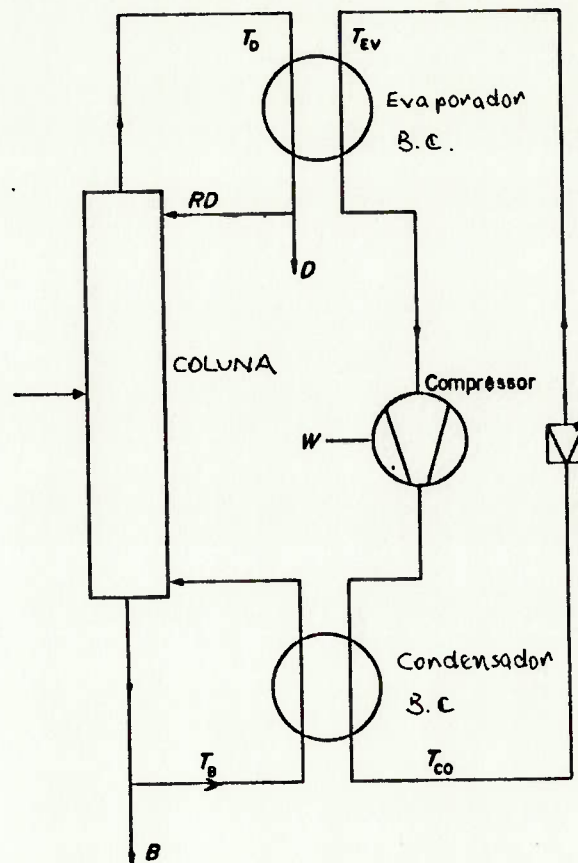 T_D
T_EV
Evaporador
B.C.
RD
D
COLUNA
Compressor
W
Condensador
B.C
T_B
T_CO
B